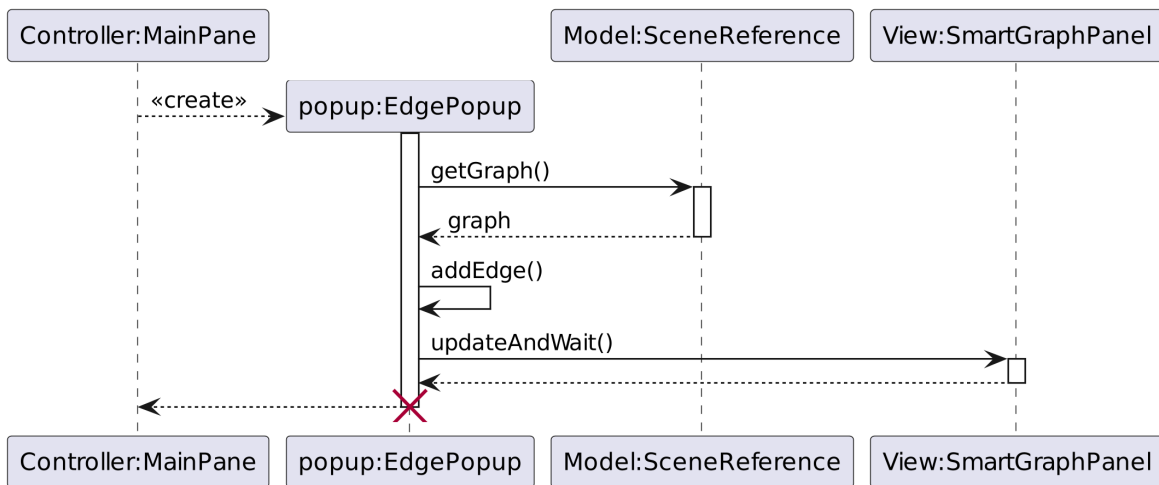 Controller:MainPane
Model:SceneReference
View:SmartGraphPanel
«create»
popup:EdgePopup
getGraph()
graph
addEdge()
updateAndWait()
Controller:MainPane
popup:EdgePopup
Model:SceneReference
View:SmartGraphPanel